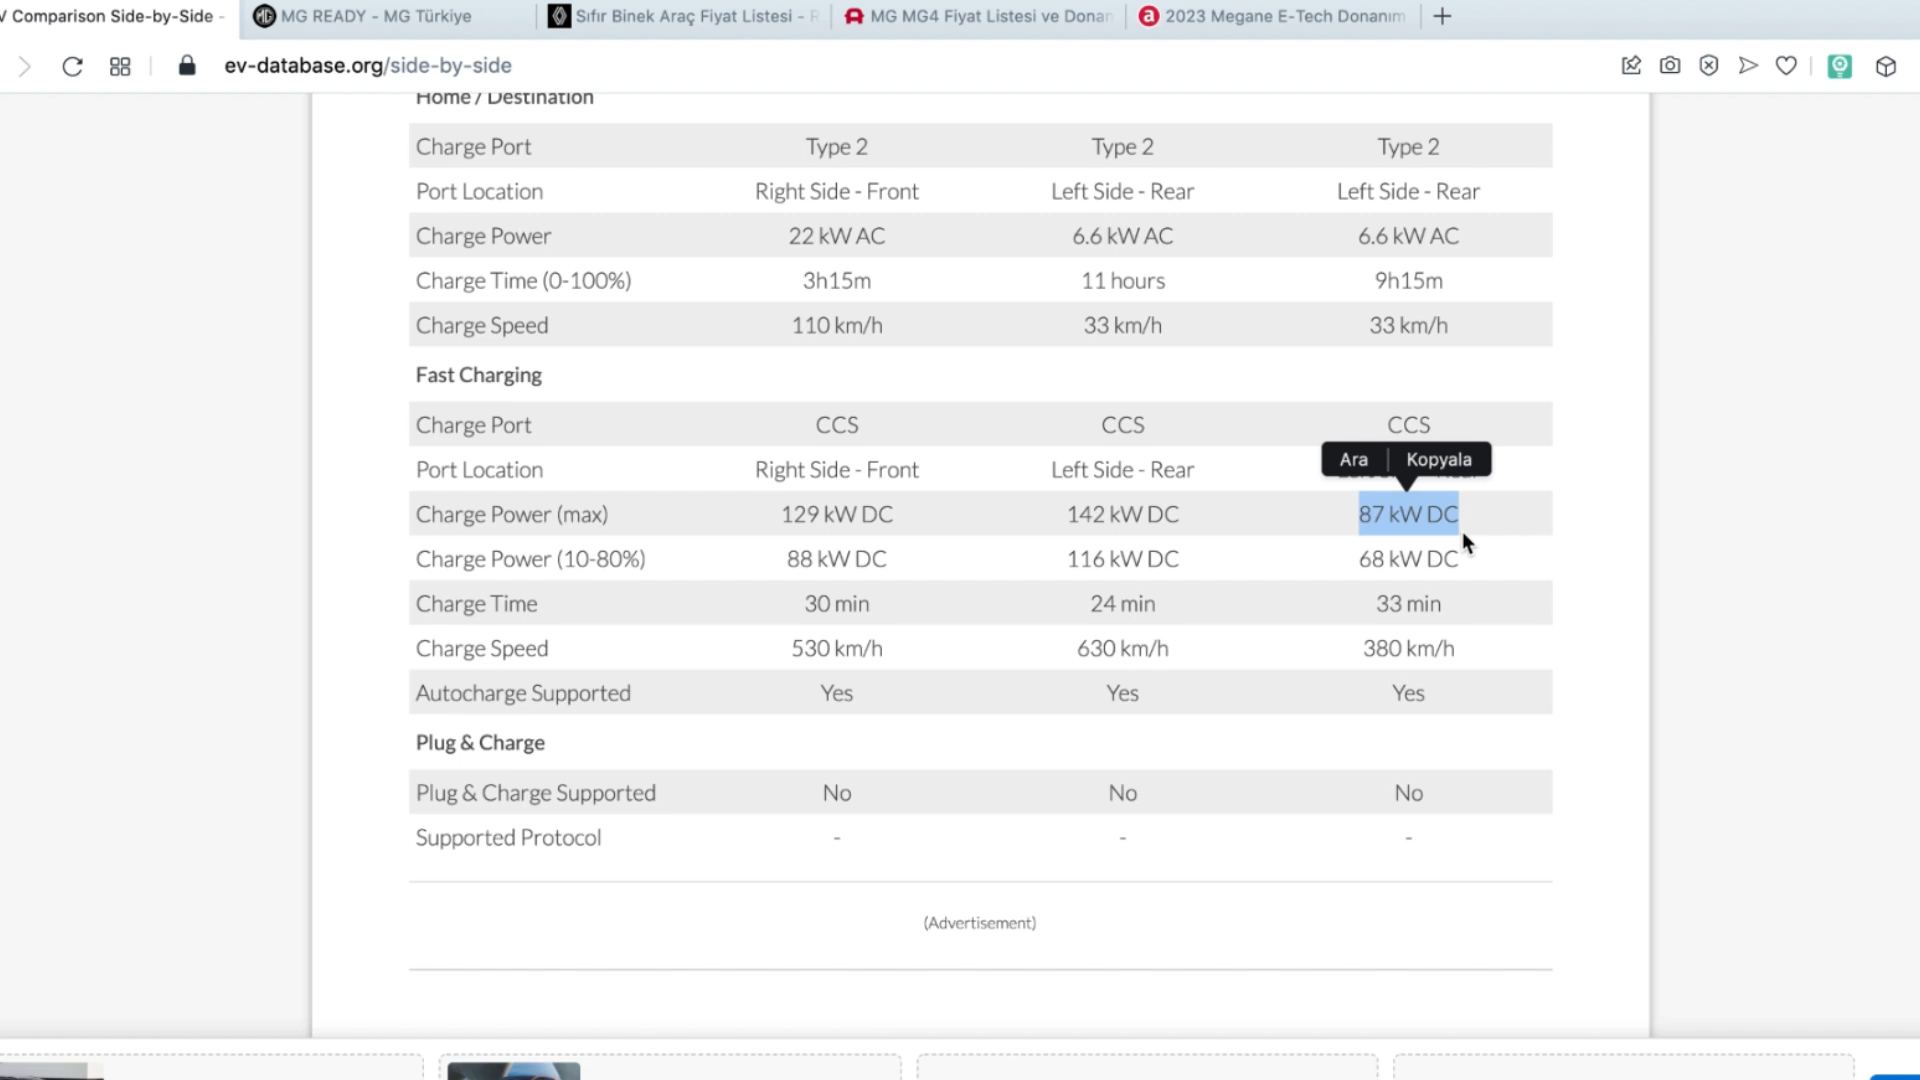 V Comparison Side-by-Side -
MG READY - MG Türkiye
Sıfır Binek Araç Fiyat Listesi - R
MG MG4 Fiyat Listesi ve Donan
2023 Megane E-Tech Donanım
ev-database.org/side-by-side
Home / Destination
Charge Port Type 2 Type 2 Type 2
Port Location Right Side - Front Left Side - Rear Left Side - Rear
Charge Power 22 kW AC 6.6 kW AC 6.6 kW AC
Charge Time (0-100%) 3h15m 11 hours 9h15m
Charge Speed 110 km/h 33 km/h 33 km/h
Fast Charging
Charge Port CCS CCS CCS
Ara Kopyala
Port Location Right Side - Front Left Side - Rear
Charge Power (max) 129 kW DC 142 kW DC 87 kW DC
Charge Power (10-80%) 88 kW DC 116 kW DC 68 kW DC
Charge Time 30 min 24 min 33 min
Charge Speed 530 km/h 630 km/h 380 km/h
Autocharge Supported Yes Yes Yes
Plug & Charge
Plug & Charge Supported No No No
Supported Protocol - - -
(Advertisement)